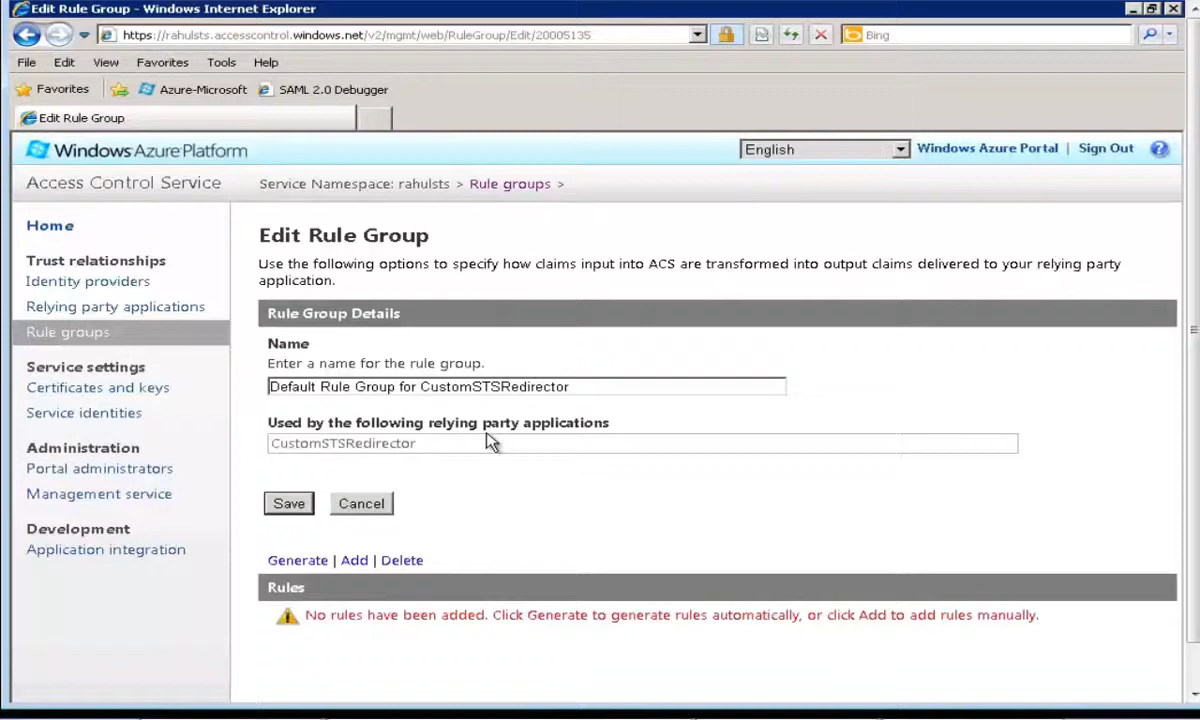 Edit Rule Group - Windows Internet Explorer
https://rahulsts.accesscontrol.windows.net/v2/mgmt/web/RuleGroup/Edit/20005135
Bing
File Edit View Favorites Tools Help
Favorites Azure-Microsoft SAML 2.0 Debugger
Edit Rule Group
Windows Azure Platform
English Windows Azure Portal | Sign Out ?
Access Control Service
Service Namespace: rahulsts > Rule groups >
Home
Trust relationships
Identity providers
Relying party applications
Rule groups
Service settings
Certificates and keys
Service identities
Administration
Portal administrators
Management service
Development
Application integration
Edit Rule Group
Use the following options to specify how claims input into ACS are transformed into output claims delivered to your relying party
application.
Rule Group Details
Name
Enter a name for the rule group.
Default Rule Group for CustomSTSRedirector
Used by the following relying party applications
CustomSTSRedirector
Save Cancel
Generate | Add | Delete
Rules
No rules have been added. Click Generate to generate rules automatically, or click Add to add rules manually.